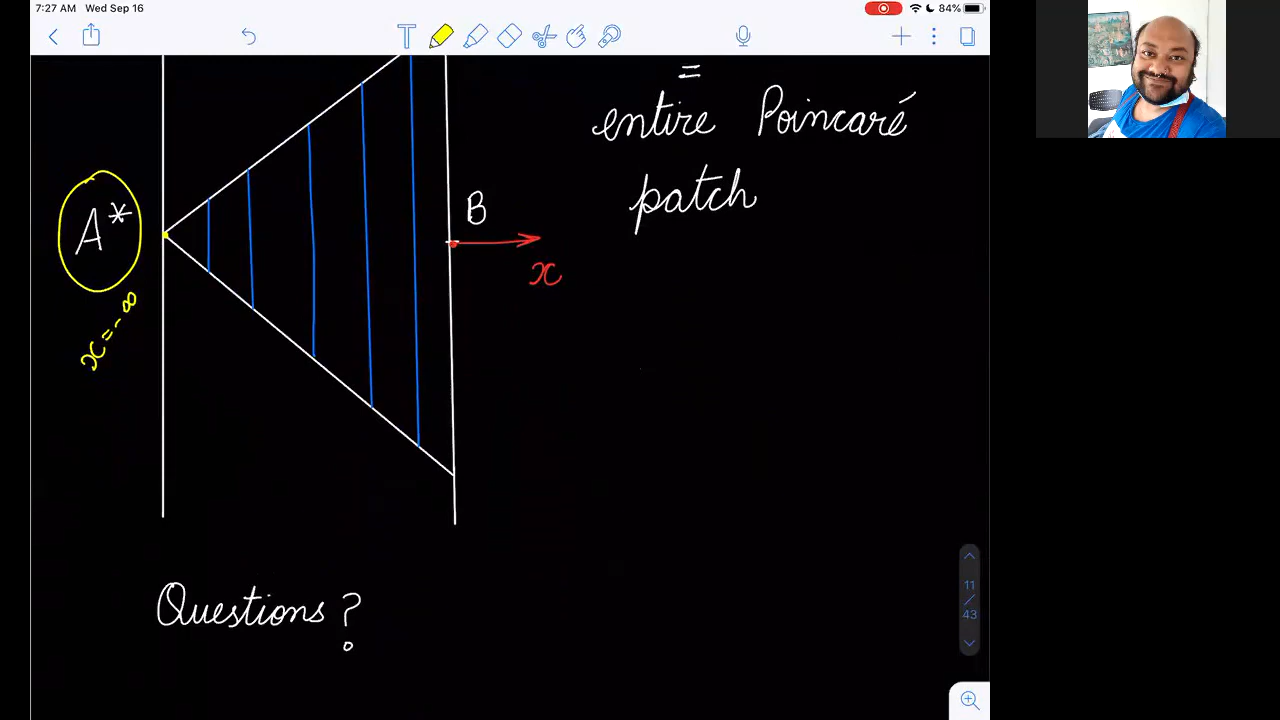 7:27 AM Wed Sep 16
84%
=
entire Poincaré
patch
A*
B
x
x = -∞
11
/
43
Questions ?